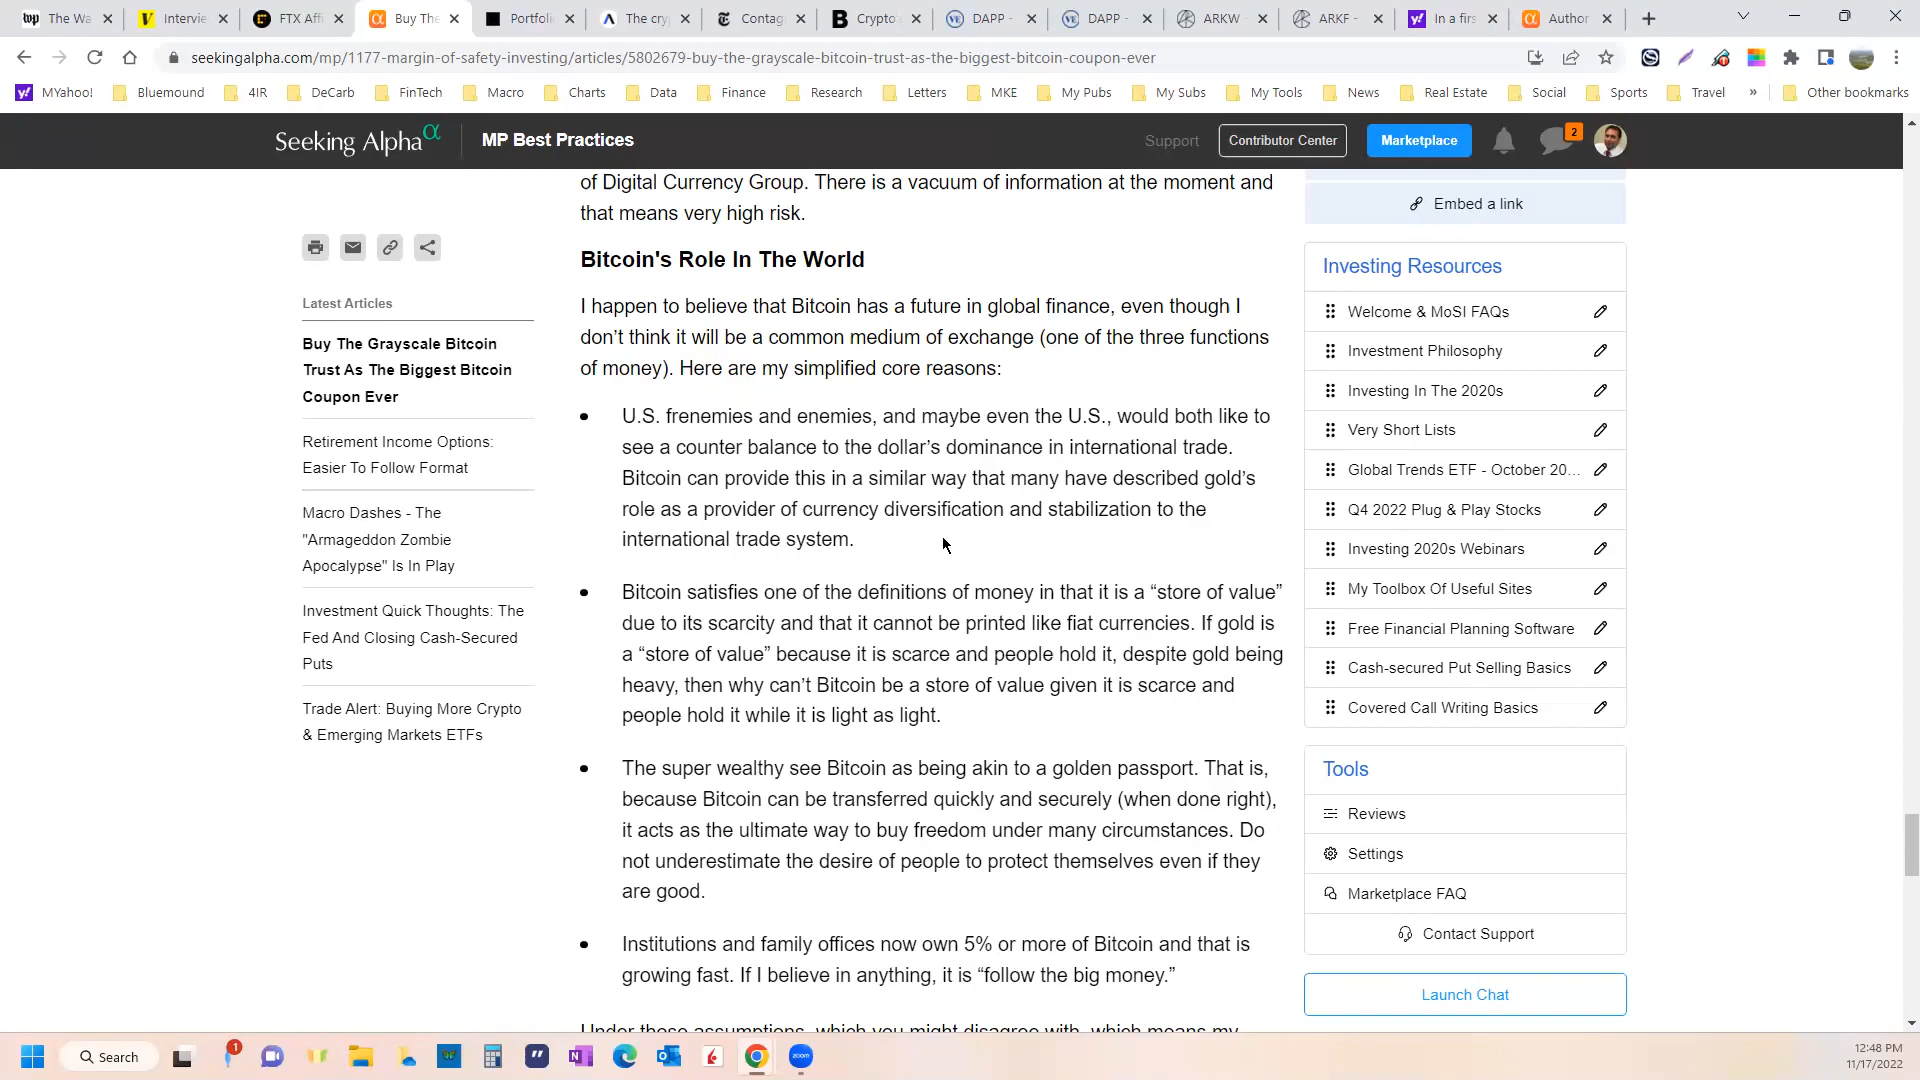 The Wa
Intervie
FTX Affi
Buy The
Portfoli
The cry
Contag
Crypto'
DAPP -
DAPP -
ARKW -
ARKF -
In a firs
Author
seekingalpha.com/mp/1177-margin-of-safety-investing/articles/5802679-buy-the-grayscale-bitcoin-trust-as-the-biggest-bitcoin-coupon-ever
MYahoo! Bluemound 4IR DeCarb FinTech Macro Charts Data Finance Research Letters MKE My Pubs My Subs My Tools News Real Estate Social Sports Travel » Other bookmarks
Seeking Alpha α MP Best Practices Support Contributor Center Marketplace 2
of Digital Currency Group. There is a vacuum of information at the moment and
that means very high risk.
Bitcoin's Role In The World
I happen to believe that Bitcoin has a future in global finance, even though I
don’t think it will be a common medium of exchange (one of the three functions
of money). Here are my simplified core reasons:
• U.S. frenemies and enemies, and maybe even the U.S., would both like to
see a counter balance to the dollar’s dominance in international trade.
Bitcoin can provide this in a similar way that many have described gold’s
role as a provider of currency diversification and stabilization to the
international trade system.
• Bitcoin satisfies one of the definitions of money in that it is a “store of value”
due to its scarcity and that it cannot be printed like fiat currencies. If gold is
a “store of value” because it is scarce and people hold it, despite gold being
heavy, then why can’t Bitcoin be a store of value given it is scarce and
people hold it while it is light as light.
• The super wealthy see Bitcoin as being akin to a golden passport. That is,
because Bitcoin can be transferred quickly and securely (when done right),
it acts as the ultimate way to buy freedom under many circumstances. Do
not underestimate the desire of people to protect themselves even if they
are good.
• Institutions and family offices now own 5% or more of Bitcoin and that is
growing fast. If I believe in anything, it is “follow the big money.”
Under these assumptions, which you might disagree with, which means my
Latest Articles
Buy The Grayscale Bitcoin
Trust As The Biggest Bitcoin
Coupon Ever
Retirement Income Options:
Easier To Follow Format
Macro Dashes - The
"Armageddon Zombie
Apocalypse" Is In Play
Investment Quick Thoughts: The
Fed And Closing Cash-Secured
Puts
Trade Alert: Buying More Crypto
& Emerging Markets ETFs
Embed a link
Investing Resources
Welcome & MoSI FAQs
Investment Philosophy
Investing In The 2020s
Very Short Lists
Global Trends ETF - October 20...
Q4 2022 Plug & Play Stocks
Investing 2020s Webinars
My Toolbox Of Useful Sites
Free Financial Planning Software
Cash-secured Put Selling Basics
Covered Call Writing Basics
Tools
Reviews
Settings
Marketplace FAQ
Contact Support
Launch Chat
Search
1
zoom
12:48 PM
11/17/2022